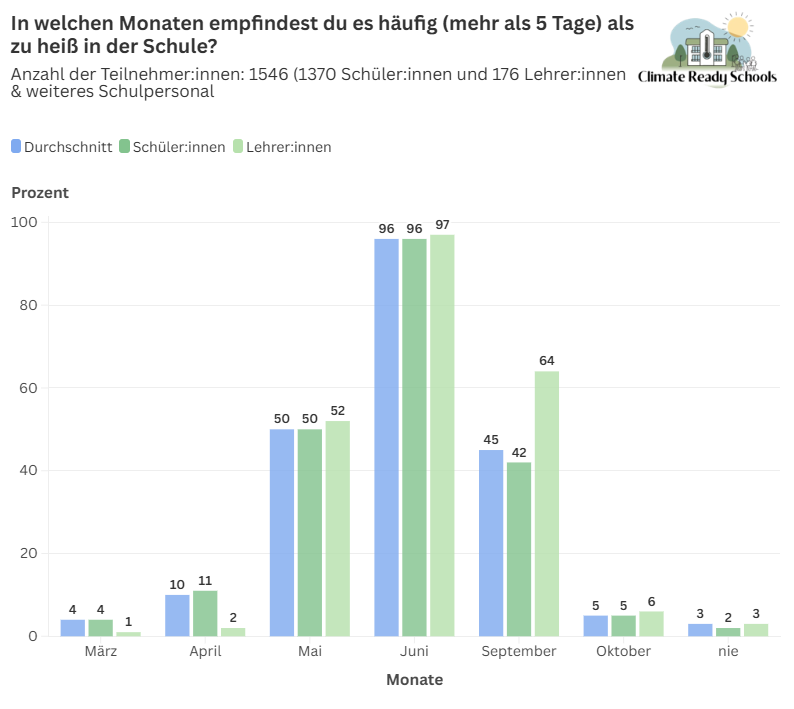 In welchen Monaten empfindest du es häufig (mehr als 5 Tage) als
zu heiß in der Schule?
Anzahl der Teilnehmer:innen: 1546 (1370 Schüler:innen und 176 Lehrer:innen
& weiteres Schulpersonal
Climate Ready Schools
Durchschnitt Schüler:innen Lehrer:innen
Prozent
100
80
60
40
20
0
4 4 1
10 11 2
50 50 52
96 96 97
45 42 64
5 5 6
3 2 3
März April Mai Juni September Oktober nie
Monate